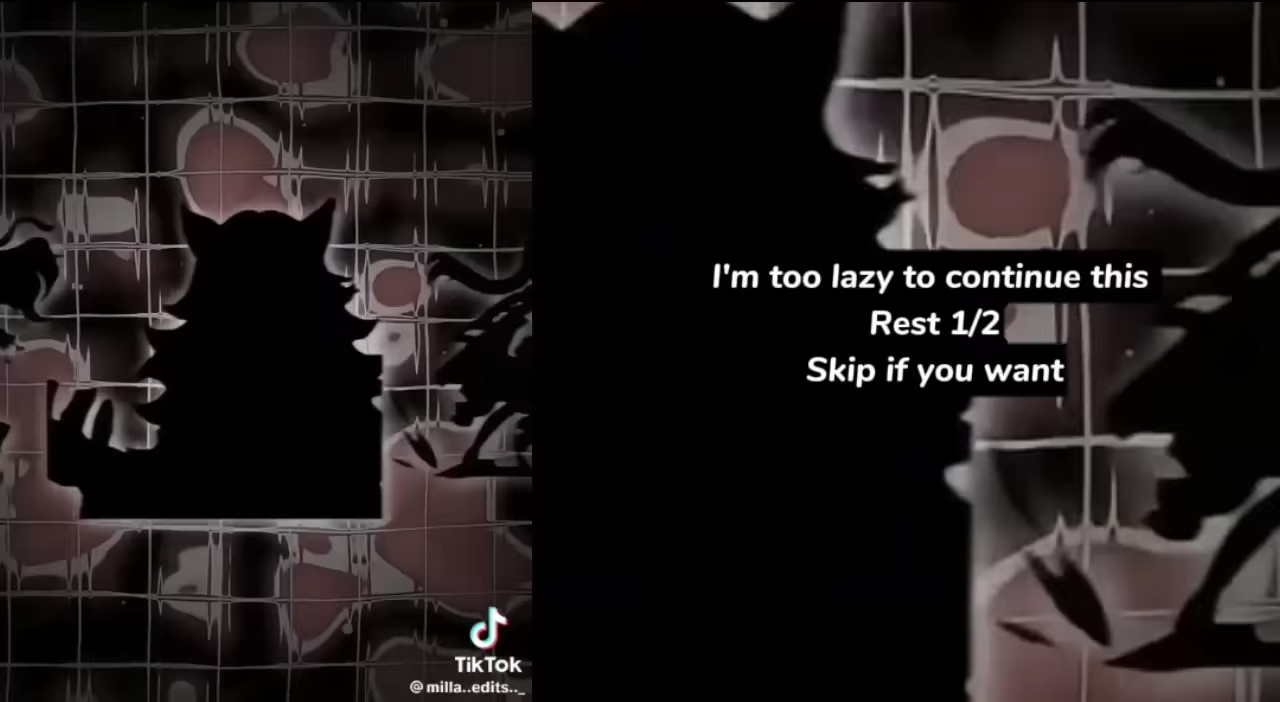 I'm too lazy to continue this
Rest 1/2
Skip if you want
TikTok
@milla..edits.._